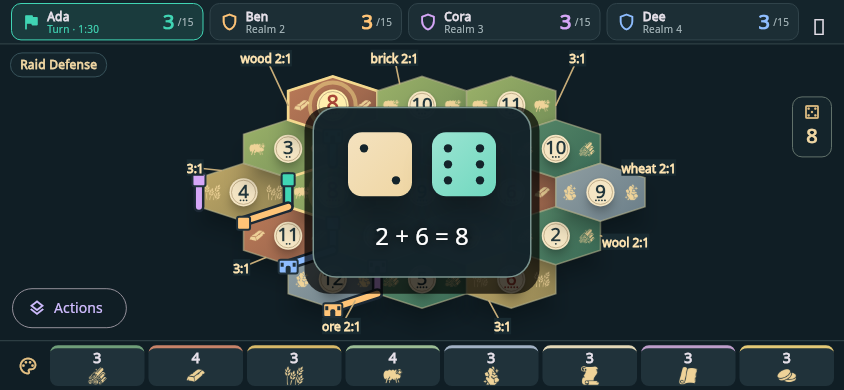 Ada
Turn · 1:30
3 /15
Ben
Realm 2
3 /15
Cora
Realm 3
3 /15
Dee
Realm 4
3 /15
Raid Defense
wood 2:1
brick 2:1
3:1
8
10
11
8
3
10
3:1
wheat 2:1
4
9
2 + 6 = 8
11
2
wool 2:1
3:1
12
Actions
ore 2:1
3:1
3
4
3
4
3
3
3
3